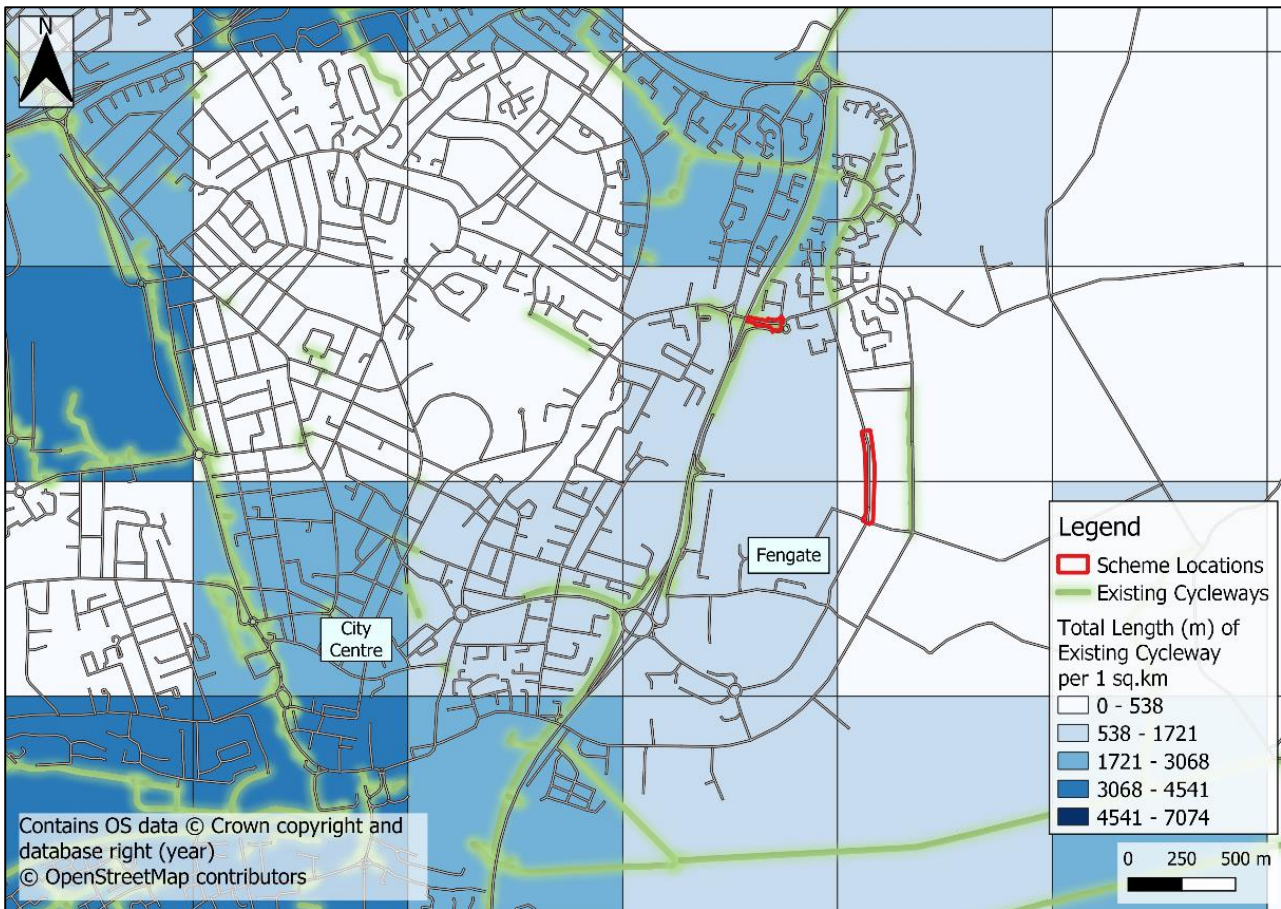 N
Fengate
City
Centre
Legend
Scheme Locations
Existing Cycleways
Total Length (m) of
Existing Cycleway
per 1 sq.km
0 - 538
538 - 1721
1721 - 3068
3068 - 4541
4541 - 7074
Contains OS data © Crown copyright and
database right (year)
© OpenStreetMap contributors
0 250 500 m